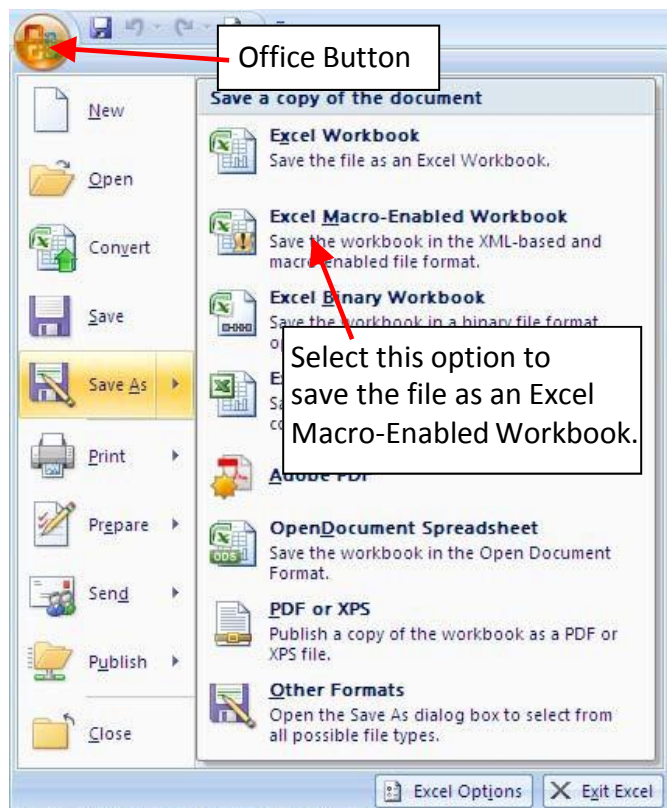 Office Button
New
Open
Convert
Save
Save As
Print
Prepare
Send
Publish
Close
Save a copy of the document
Excel Workbook
Save the file as an Excel Workbook.
Excel Macro-Enabled Workbook
Save the workbook in the XML-based and
macro-enabled file format.
Excel Binary Workbook
Save the workbook in a binary file format
Select this option to
save the file as an Excel
Macro-Enabled Workbook.
Adobe PDF
OpenDocument Spreadsheet
Save the workbook in the Open Document
Format.
PDF or XPS
Publish a copy of the workbook as a PDF or
XPS file.
Other Formats
Open the Save As dialog box to select from
all possible file types.
Excel Options
Exit Excel